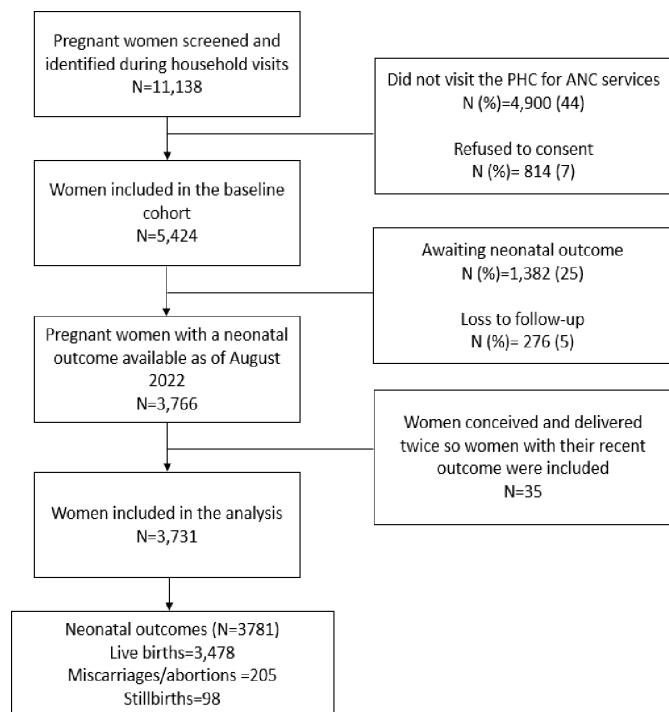 Pregnant women screened and
identified during household visits
N=11,138
Did not visit the PHC for ANC services
N (%)=4,900 (44)
Refused to consent
N (%)= 814 (7)
Women included in the baseline
cohort
N=5,424
Awaiting neonatal outcome
N (%)=1,382 (25)
Loss to follow-up
N (%)= 276 (5)
Pregnant women with a neonatal
outcome available as of August
2022
N=3,766
Women conceived and delivered
twice so women with their recent
outcome were included
N=35
Women included in the analysis
N=3,731
Neonatal outcomes (N=3781)
Live births=3,478
Miscarriages/abortions =205
Stillbirths=98